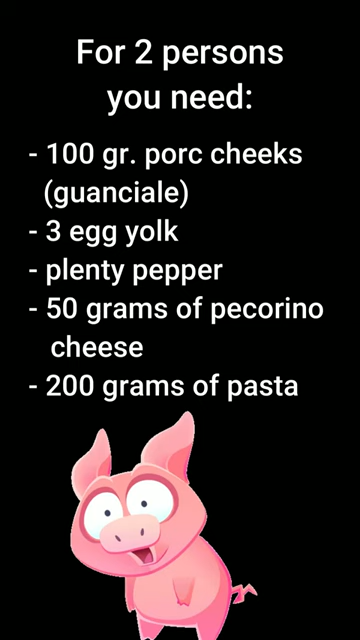 For 2 persons
you need:
- 100 gr. porc cheeks
(guanciale)
- 3 egg yolk
- plenty pepper
- 50 grams of pecorino
cheese
- 200 grams of pasta